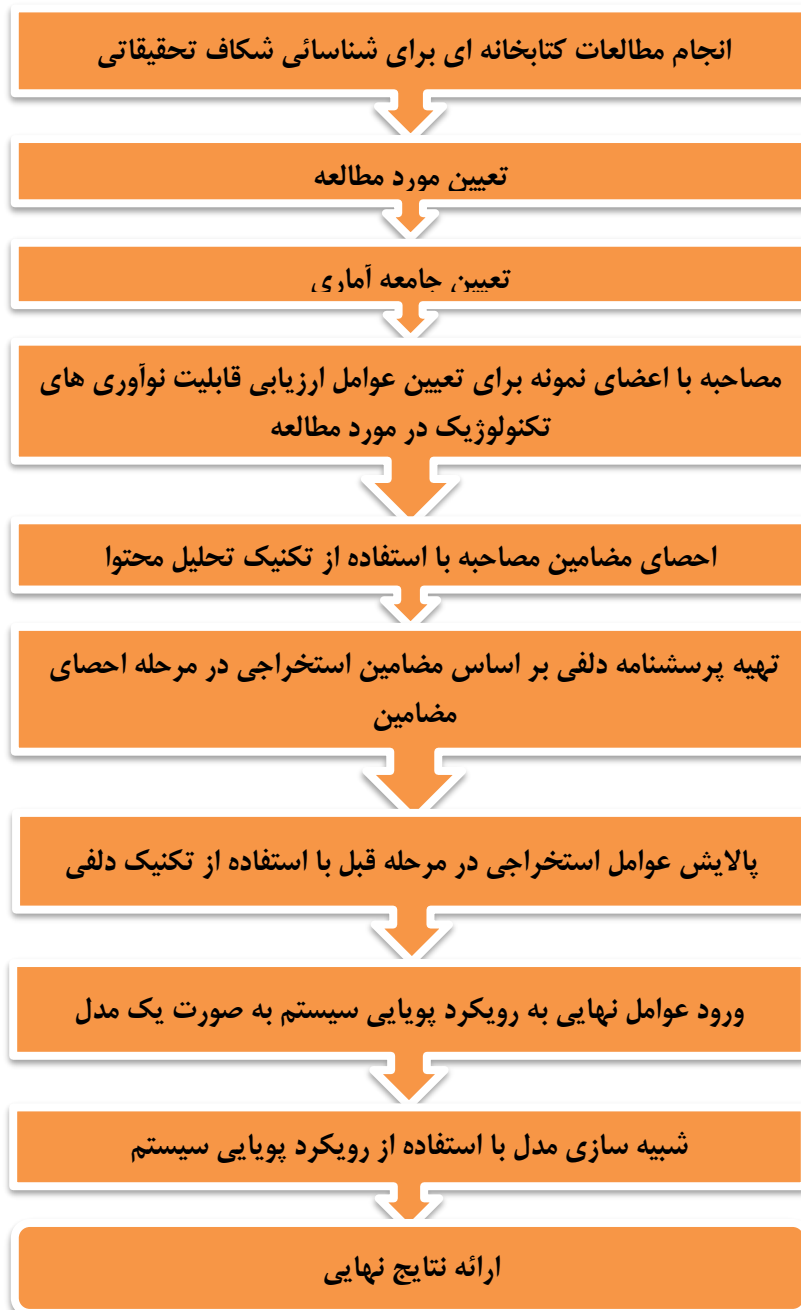 انجام مطالعات کتابخانه ای برای شناسائی شکاف تحقیقاتی
تعیین مورد مطالعه
تعیین جامعه آماری
مصاحبه با اعضای نمونه برای تعیین عوامل ارزیابی قابلیت نوآوری های
تکنولوژیک در مورد مطالعه
احصای مضامین مصاحبه با استفاده از تکنیک تحلیل محتوا
تهیه پرسشنامه دلفی بر اساس مضامین استخراجی در مرحله احصای
مضامین
پالایش عوامل استخراجی در مرحله قبل با استفاده از تکنیک دلفی
ورود عوامل نهایی به رویکرد پویایی سیستم به صورت یک مدل
شبیه سازی مدل با استفاده از رویکرد پویایی سیستم
ارائه نتایج نهایی